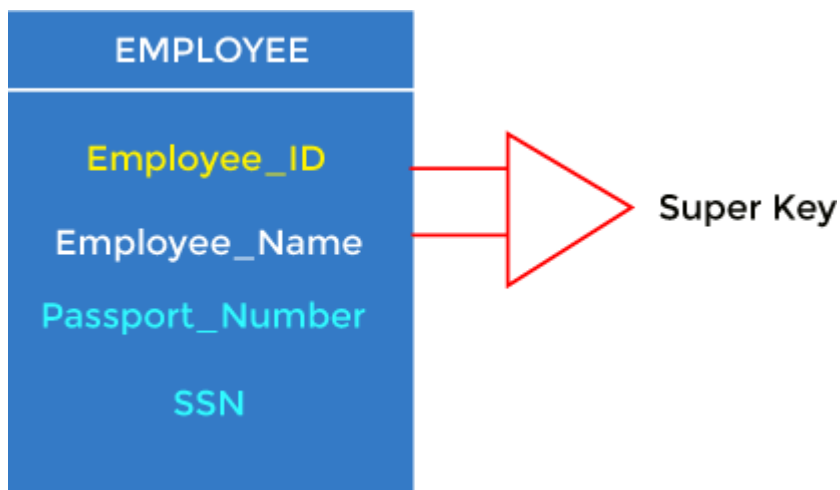 EMPLOYEE
Employee_ID
Employee_Name
Super Key
Passport_Number
SSN